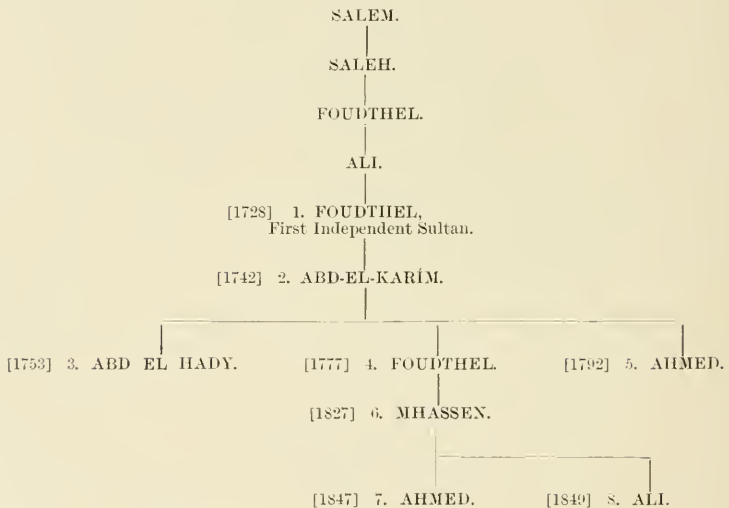 SALEM.
SALEH.
FOUDTHEL.
ALI.
[1728] 1. FOUDTHEL,
First Independent Sultan.
[1742] 2. ABD-EL-KARÍM.
[1753] 3. ABD EL HADY. [1777] 4. FOUDTHEL. [1792] 5. AHMED.
[1827] 6. MHASSEN.
[1847] 7. AHMED. [1849] 8. ALI.